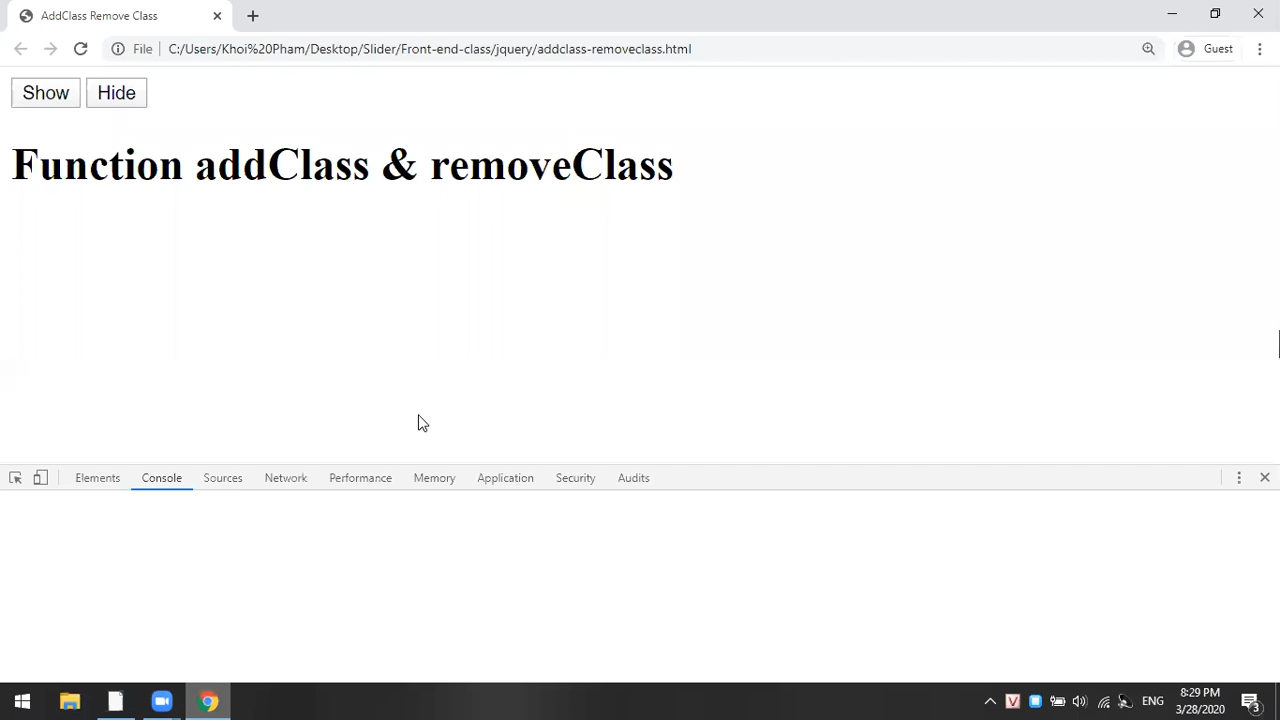 AddClass Remove Class
File
C:/Users/Khoi%20Pham/Desktop/Slider/Front-end-class/jquery/addclass-removeclass.html
Guest
Show Hide
Function addClass & removeClass
Elements Console Sources Network Performance Memory Application Security Audits
V
ENG
8:29 PM
3/28/2020
3